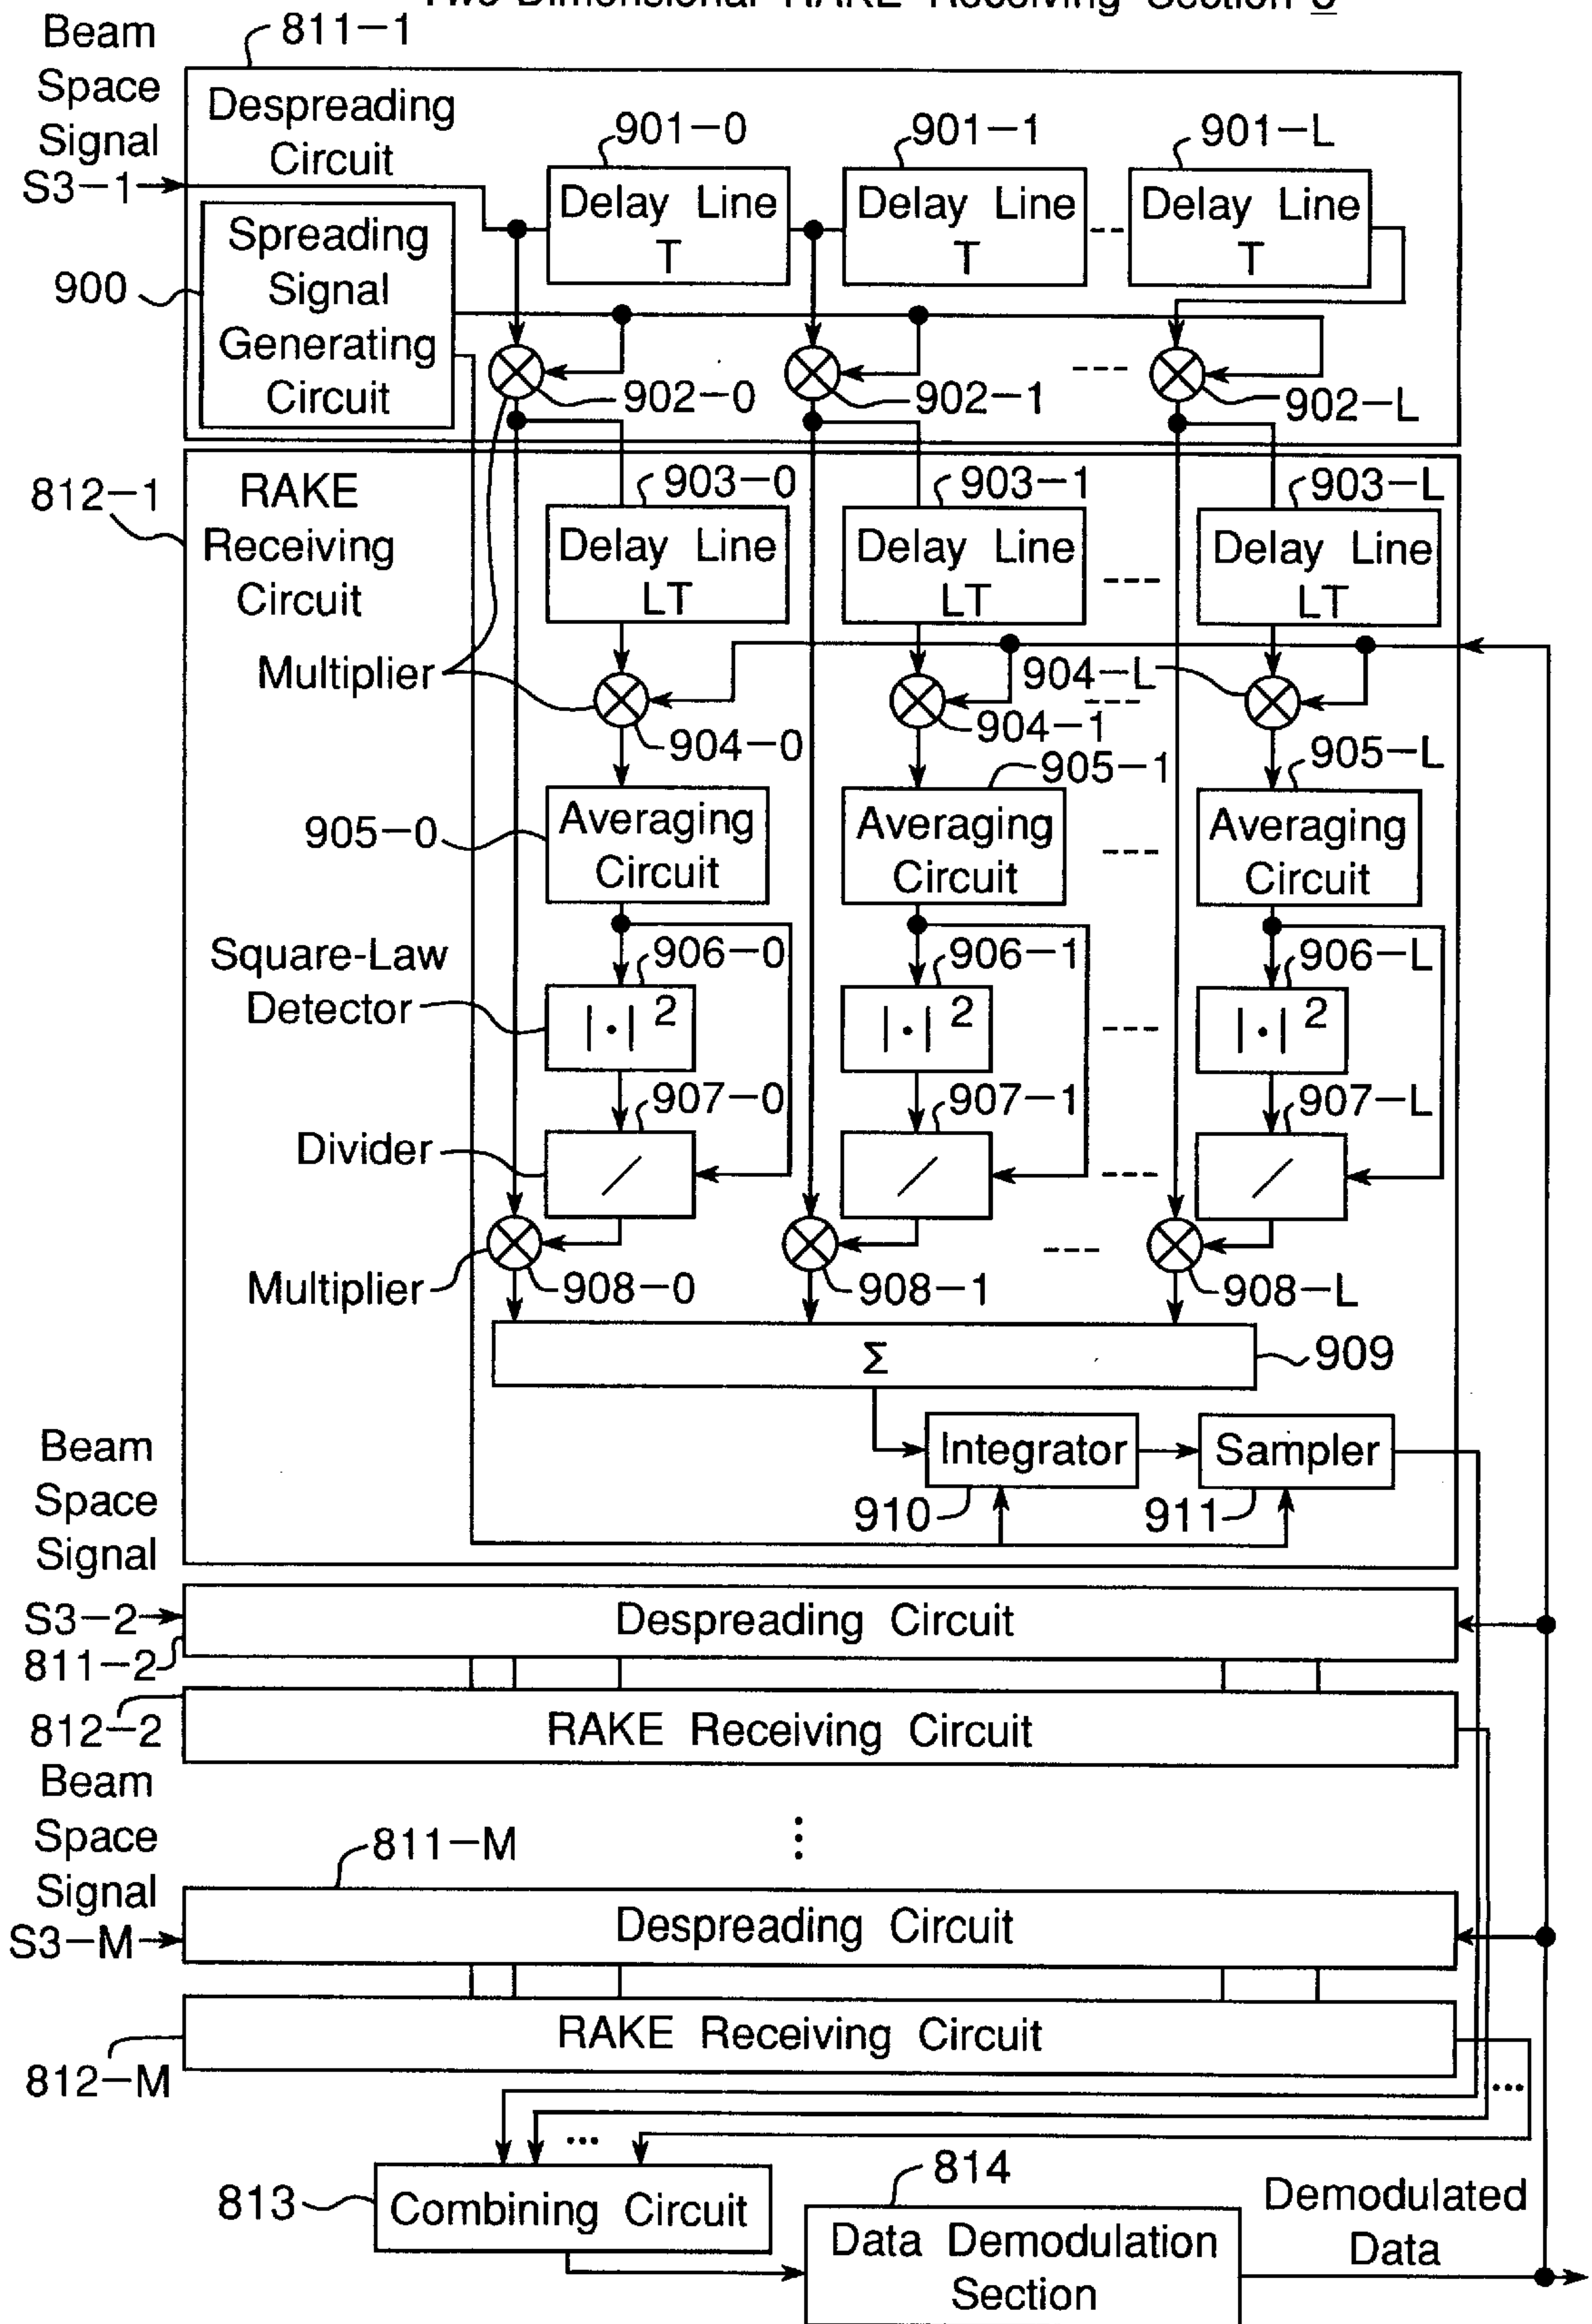 Two-Dimensional RAKE Receiving Section 8
Beam
Space
Signal
S3-1
811-1
Despreading
Circuit
901-0
901-1
901-L
Delay Line
T
Delay Line
T
--
Delay Line
T
900
Spreading
Signal
Generating
Circuit
902-0
902-1
---
902-L
812-1
RAKE
Receiving
Circuit
903-0
903-1
903-L
Delay Line
LT
Delay Line
LT
---
Delay Line
LT
Multiplier
904-0
904-1
---
904-L
905-0
905-1
905-L
Averaging
Circuit
Averaging
Circuit
---
Averaging
Circuit
Square-Law
Detector
906-0
906-1
906-L
|·|²
|·|²
---
|·|²
907-0
907-1
907-L
Divider
/
/
---
/
Multiplier
908-0
908-1
---
908-L
Σ
909
Integrator
Sampler
910
911
Beam
Space
Signal
S3-2
811-2
Despreading Circuit
812-2
RAKE Receiving Circuit
Beam
Space
Signal
S3-M
811-M
⋮
Despreading Circuit
RAKE Receiving Circuit
812-M
...
...
813
Combining Circuit
814
Data Demodulation
Section
Demodulated
Data